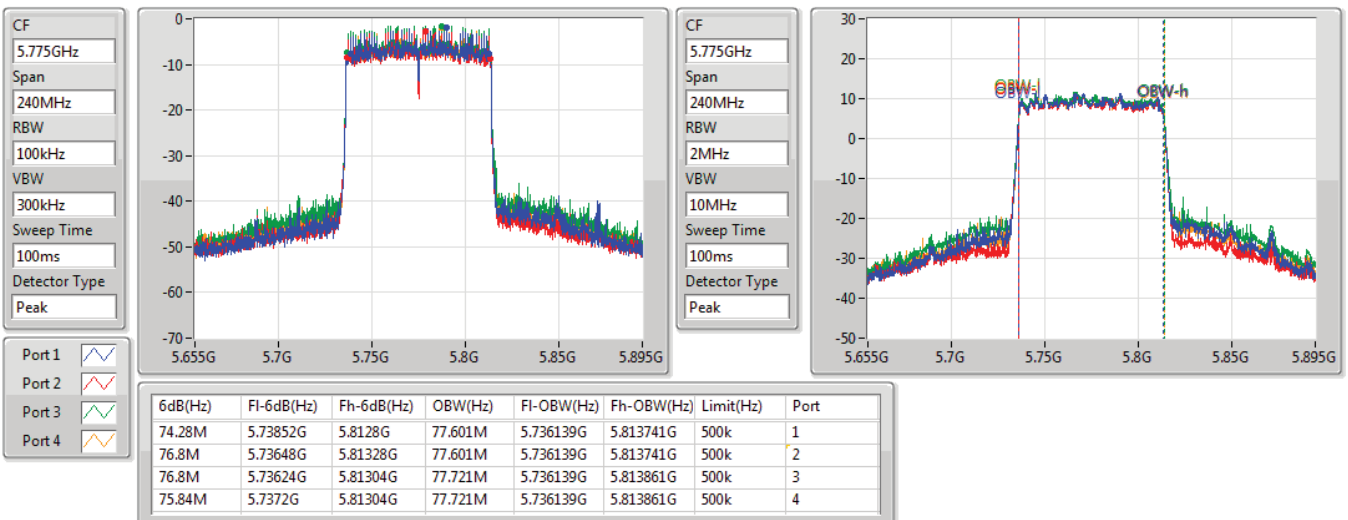 CF
5.775GHz
Span
240MHz
RBW
100kHz
VBW
300kHz
Sweep Time
100ms
Detector Type
Peak
Port 1
Port 2
Port 3
Port 4
0
-10
-20
-30
-40
-50
-60
-70
5.655G 5.7G 5.75G 5.8G 5.85G 5.895G
CF
5.775GHz
Span
240MHz
RBW
2MHz
VBW
10MHz
Sweep Time
100ms
Detector Type
Peak
30
20
10
0
-10
-20
-30
-40
-50
OBW-l
OBW-h
5.655G 5.7G 5.75G 5.8G 5.85G 5.895G
6dB(Hz) Fl-6dB(Hz) Fh-6dB(Hz) OBW(Hz) Fl-OBW(Hz) Fh-OBW(Hz) Limit(Hz) Port
74.28M 5.73852G 5.8128G 77.601M 5.736139G 5.813741G 500k 1
76.8M 5.73648G 5.81328G 77.601M 5.736139G 5.813741G 500k 2
76.8M 5.73624G 5.81304G 77.721M 5.736139G 5.813861G 500k 3
75.84M 5.7372G 5.81304G 77.721M 5.736139G 5.813861G 500k 4